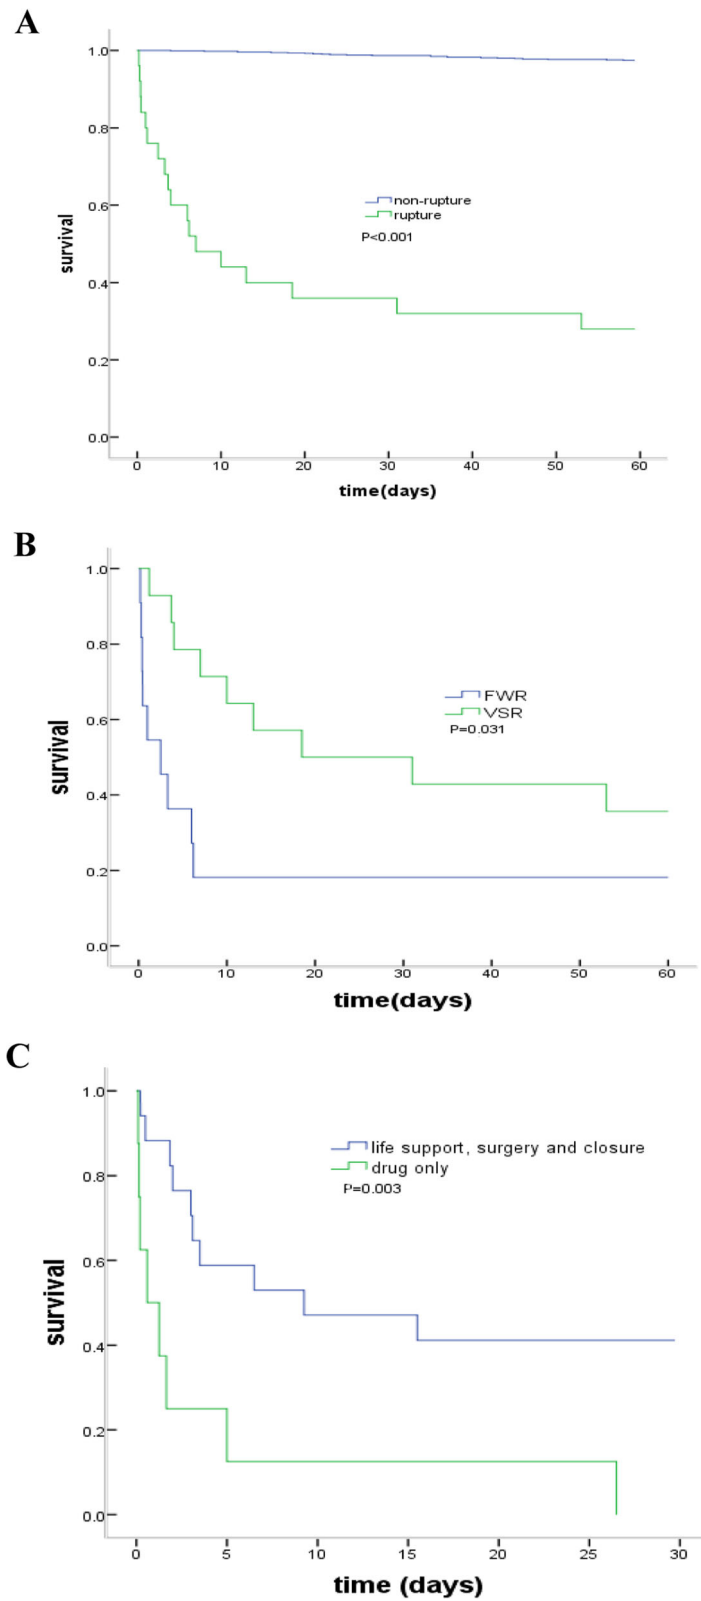 A
1.0
0.8
0.6
0.4
0.2
0.0
survival
non-rupture
rupture
P<0.001
0 10 20 30 40 50 60
time(days)
B
1.0
0.8
0.6
0.4
0.2
0.0
survival
FWR
VSR
P=0.031
0 10 20 30 40 50 60
time(days)
C
1.0
0.8
0.6
0.4
0.2
0.0
survival
life support, surgery and closure
drug only
P=0.003
0 5 10 15 20 25 30
time (days)